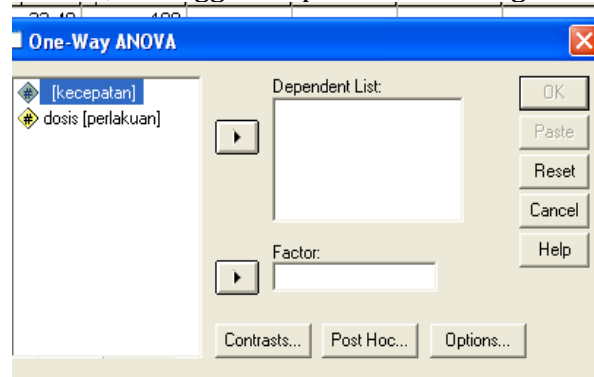 One-Way ANOVA
[kecepatan]
dosis [perlakuan]
Dependent List:
Factor:
OK
Paste
Reset
Cancel
Help
Contrasts...
Post Hoc...
Options...